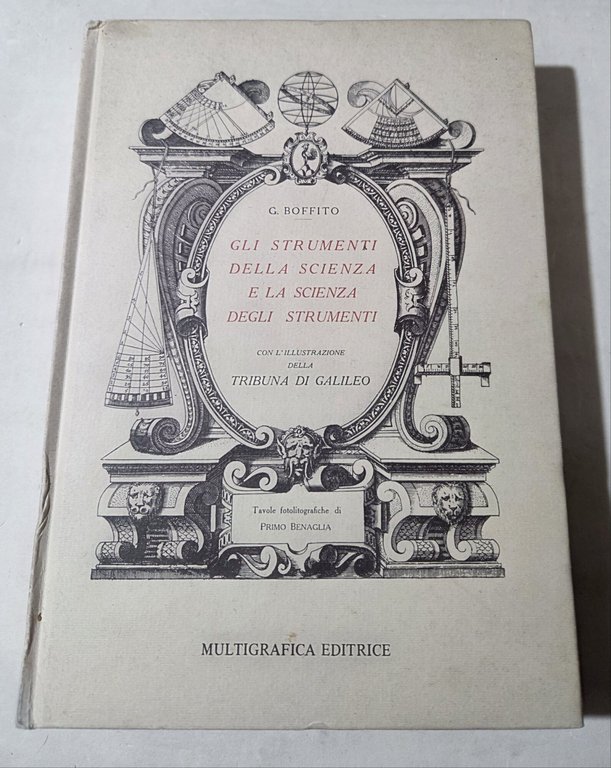 G. BOFFITO
GLI STRUMENTI
DELLA SCIENZA
E LA SCIENZA
DEGLI STRUMENTI
CON L'ILLUSTRAZIONE
DELLA
TRIBUNA DI GALILEO
Tavole fotolitografiche di
PRIMO BENAGLIA
MULTIGRAFICA EDITRICE